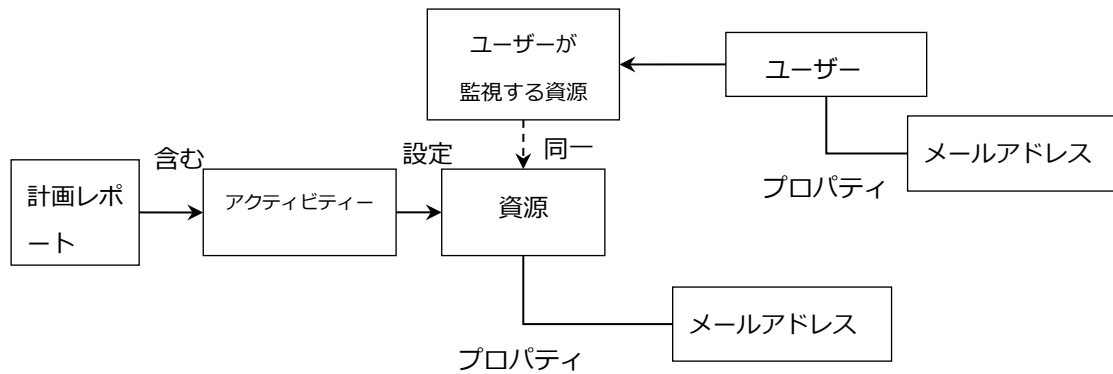 ユーザーが
監視する資源
ユーザー
メールアドレス
プロパティ
含む
設定
同一
計画レポ
ート
アクティビティー
資源
メールアドレス
プロパティ